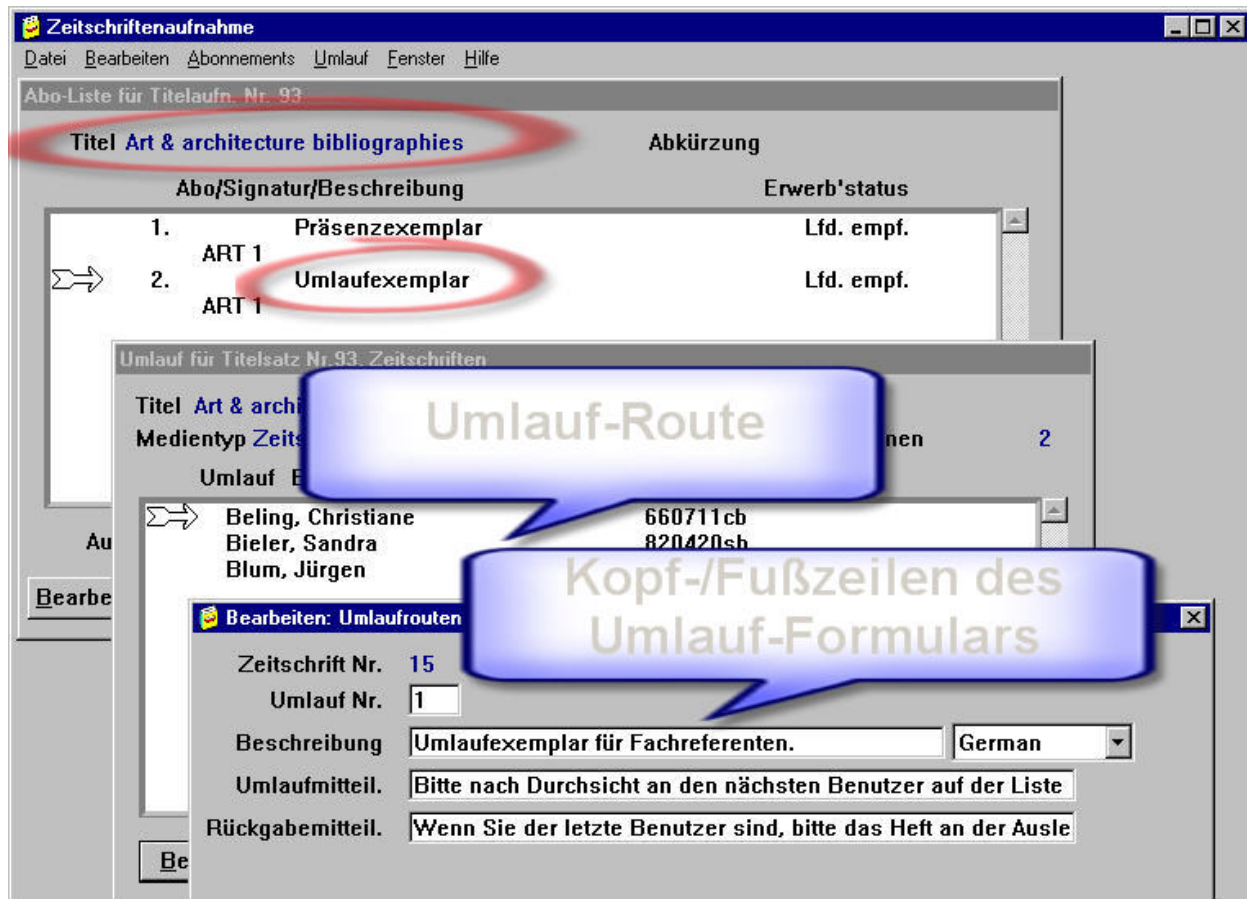 Zeitschriftenaufnahme
Datei Bearbeiten Abonnements Umlauf Fenster Hilfe
Abo-Liste für Titelaufn. Nr. 93
Titel Art & architecture bibliographies Abkürzung
Abo/Signatur/Beschreibung Erwerb'status
1. Präsenzexemplar Lfd. empf.
ART 1
2. Umlaufexemplar Lfd. empf.
ART 1
Umlauf für Titelsatz Nr.93, Zeitschriften
Titel Art & archi
Medientyp Zeits nen 2
Umlauf
Umlauf-Route
Beling, Christiane 660711cb
Bieler, Sandra 820420sb
Blum, Jürgen
Au
Bearbe
Kopf-/Fußzeilen des
Umlauf-Formulars
Bearbeiten: Umlaufrouten
Zeitschrift Nr. 15
Umlauf Nr. 1
Beschreibung Umlaufexemplar für Fachreferenten. German
Umlaufmitteil. Bitte nach Durchsicht an den nächsten Benutzer auf der Liste
Rückgabemitteil. Wenn Sie der letzte Benutzer sind, bitte das Heft an der Ausle
Be